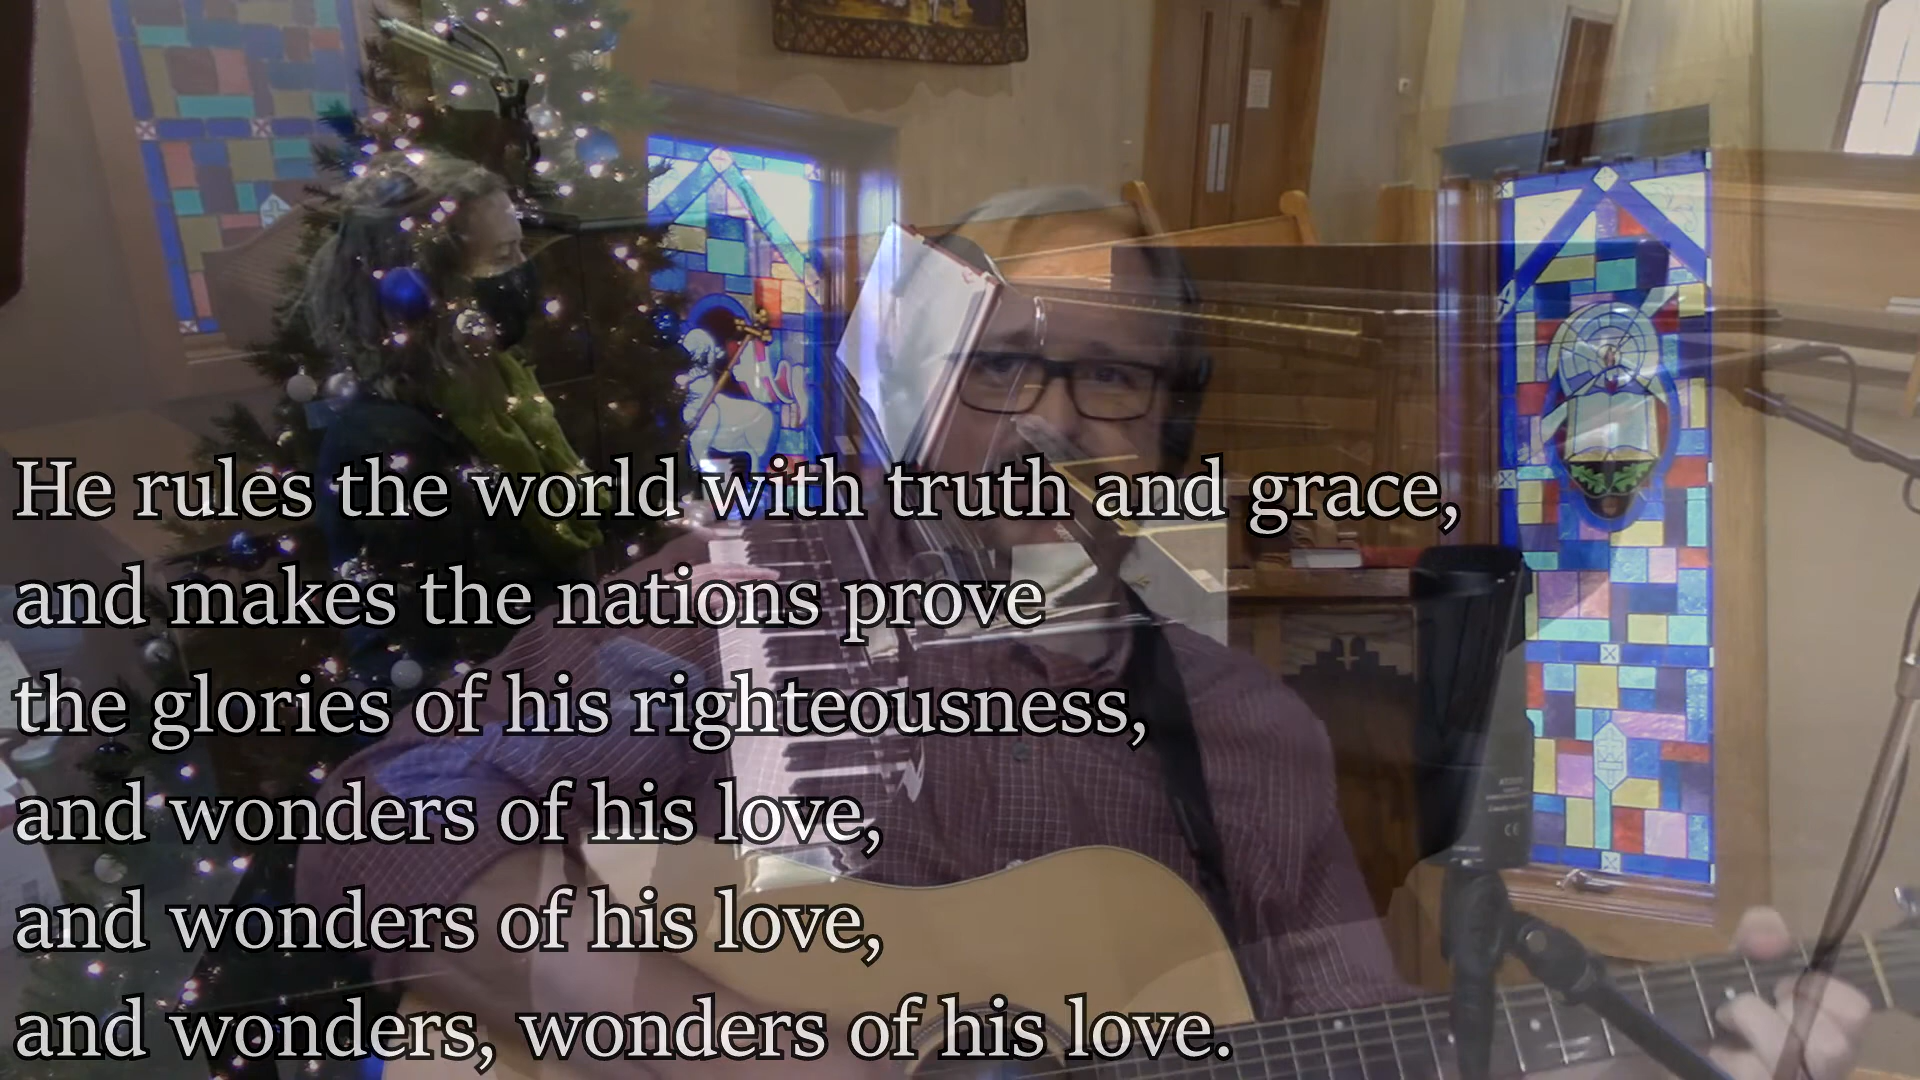 He rules the world with truth and grace,
and makes the nations prove
the glories of his righteousness,
and wonders of his love,
and wonders of his love,
and wonders, wonders of his love.